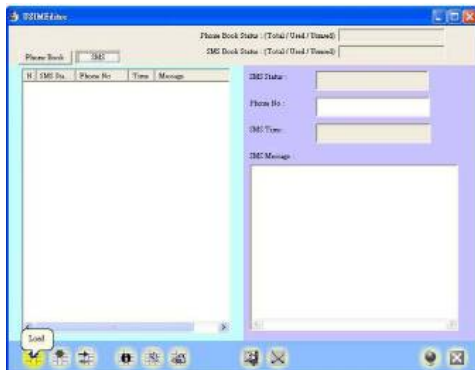 USIMEditor
Phone Book Status : (Total / Used / Unused)
SMS Book Status : (Total / Used / Unused)
Phone Book
SMS
N SMS Sta... Phone No Time Message
SMS Status :
Phone No :
SMS Time :
SMS Message
Load